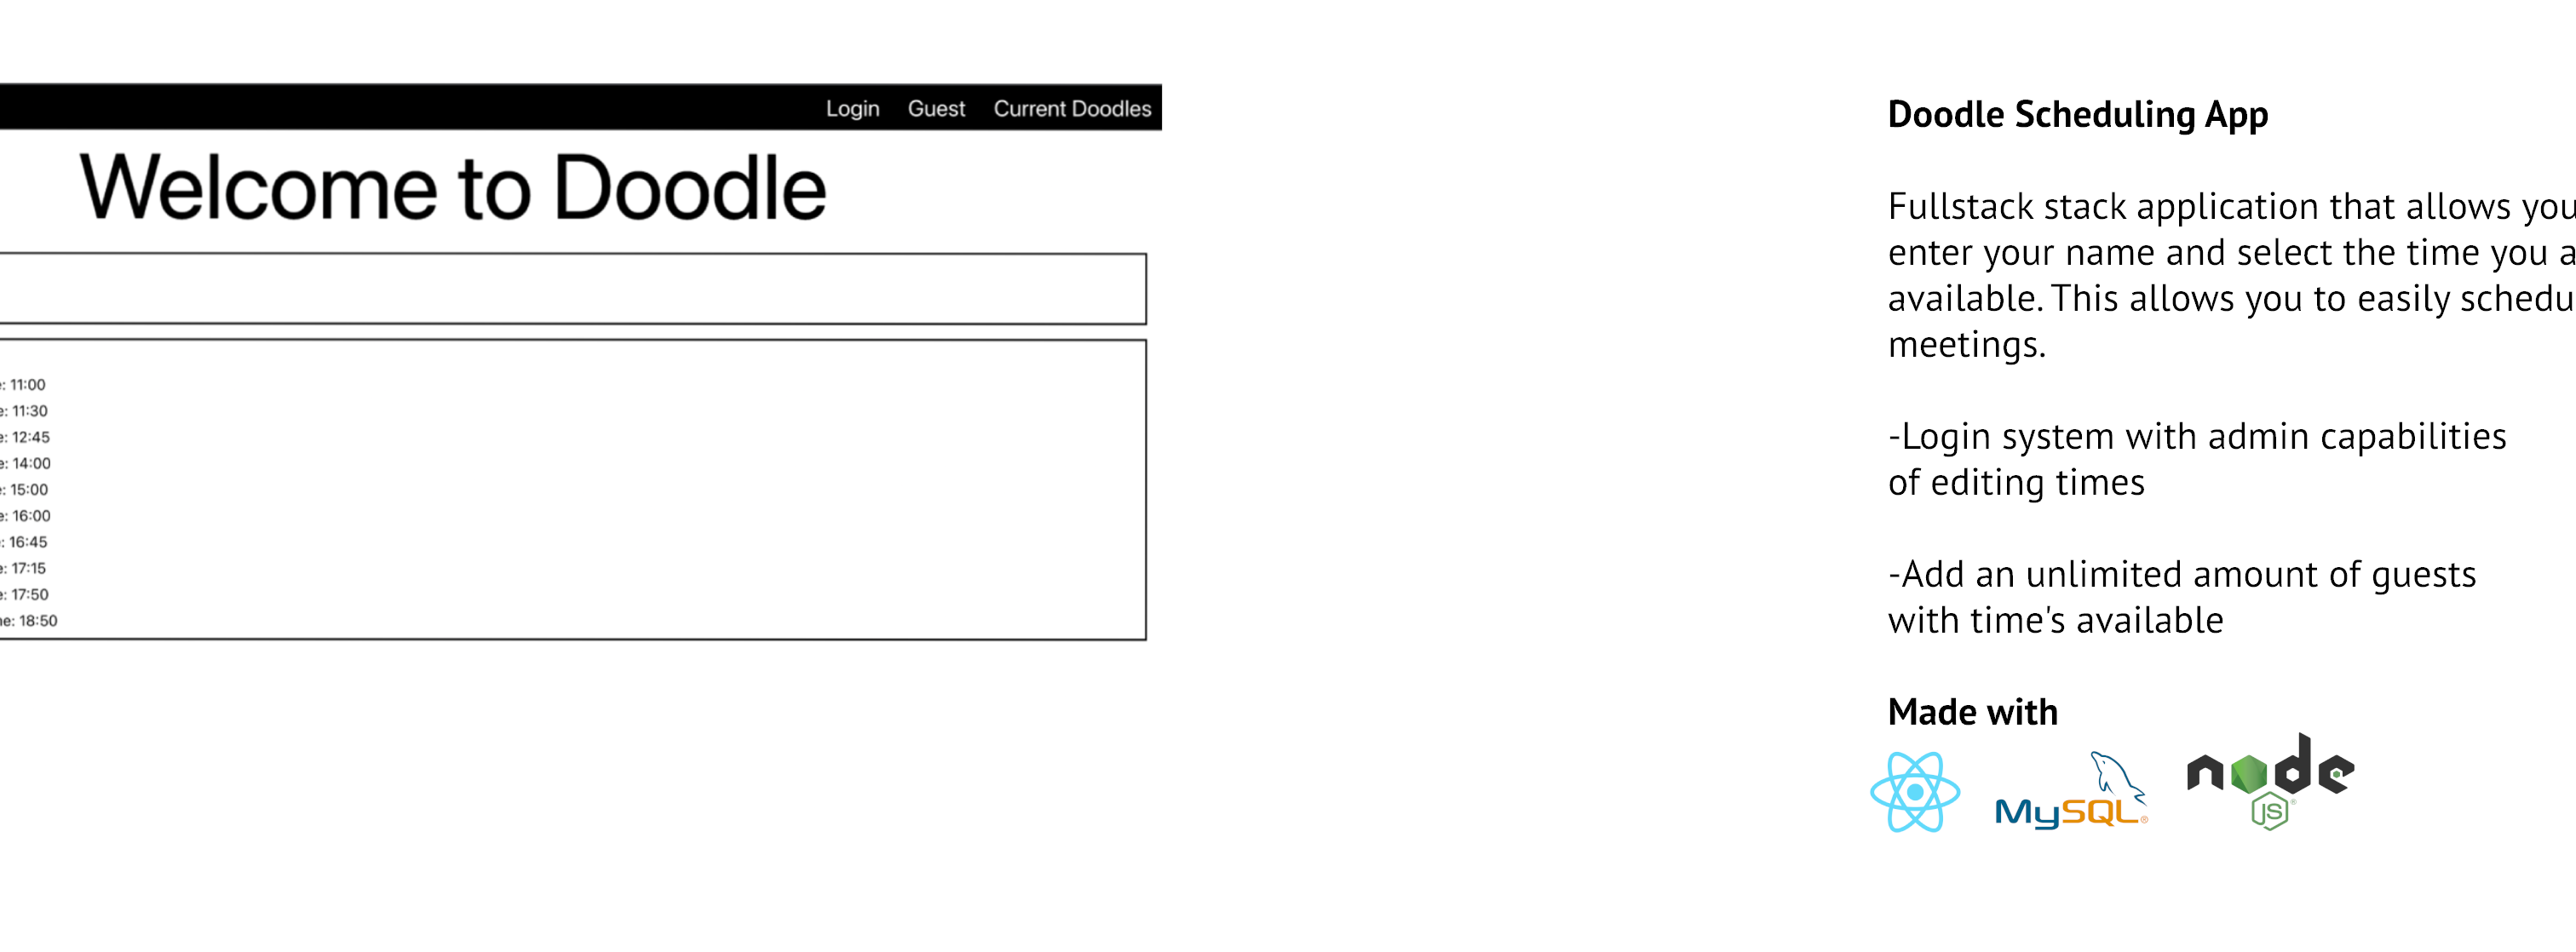 Login Guest Current Doodles
Welcome to Doodle
e: 11:00
e: 11:30
e: 12:45
e: 14:00
e: 15:00
e: 16:00
: 16:45
e: 17:15
e: 17:50
ne: 18:50
Doodle Scheduling App
Fullstack stack application that allows you
enter your name and select the time you a
available. This allows you to easily schedu
meetings.
-Login system with admin capabilities
of editing times
-Add an unlimited amount of guests
with time's available
Made with
MySQL®
node
JS®